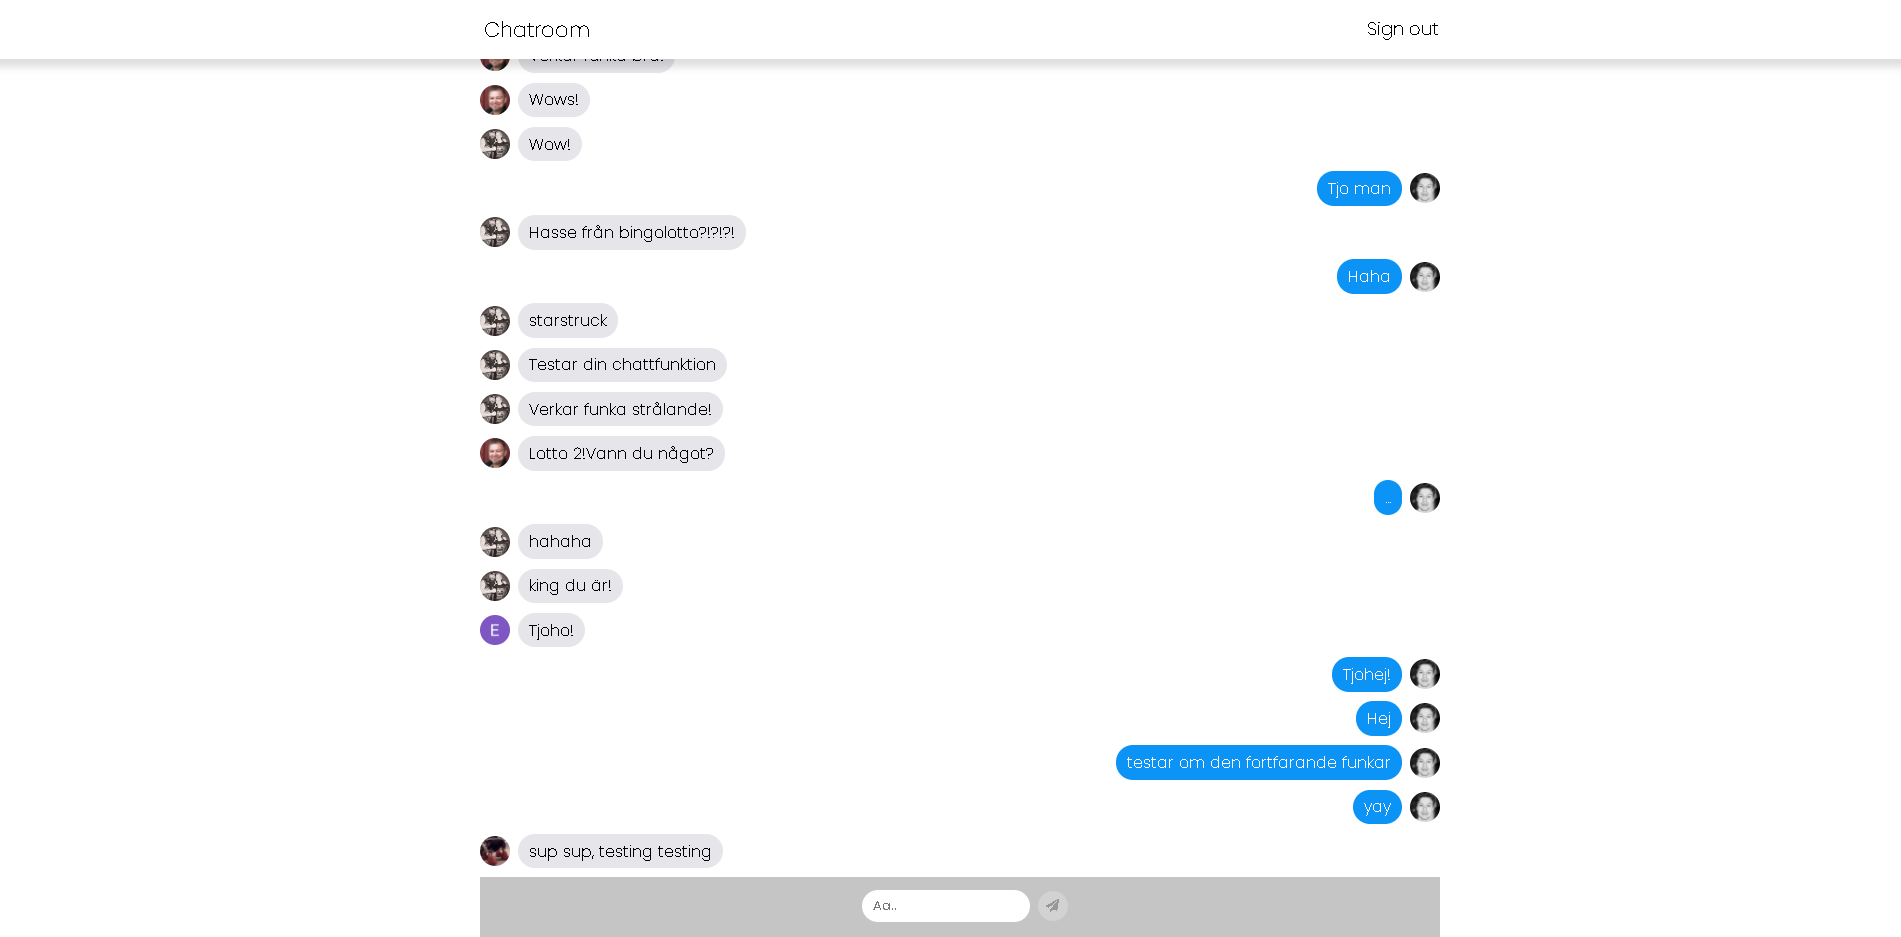 Chatroom
Sign out
Wows!
Wow!
Tjo man
Hasse från bingolotto?!?!?!
Haha
starstruck
Testar din chattfunktion
Verkar funka strålande!
Lotto 2!Vann du något?
...
hahaha
king du är!
E
Tjoho!
Tjohej!
Hej
testar om den fortfarande funkar
yay
sup sup, testing testing
Aa..